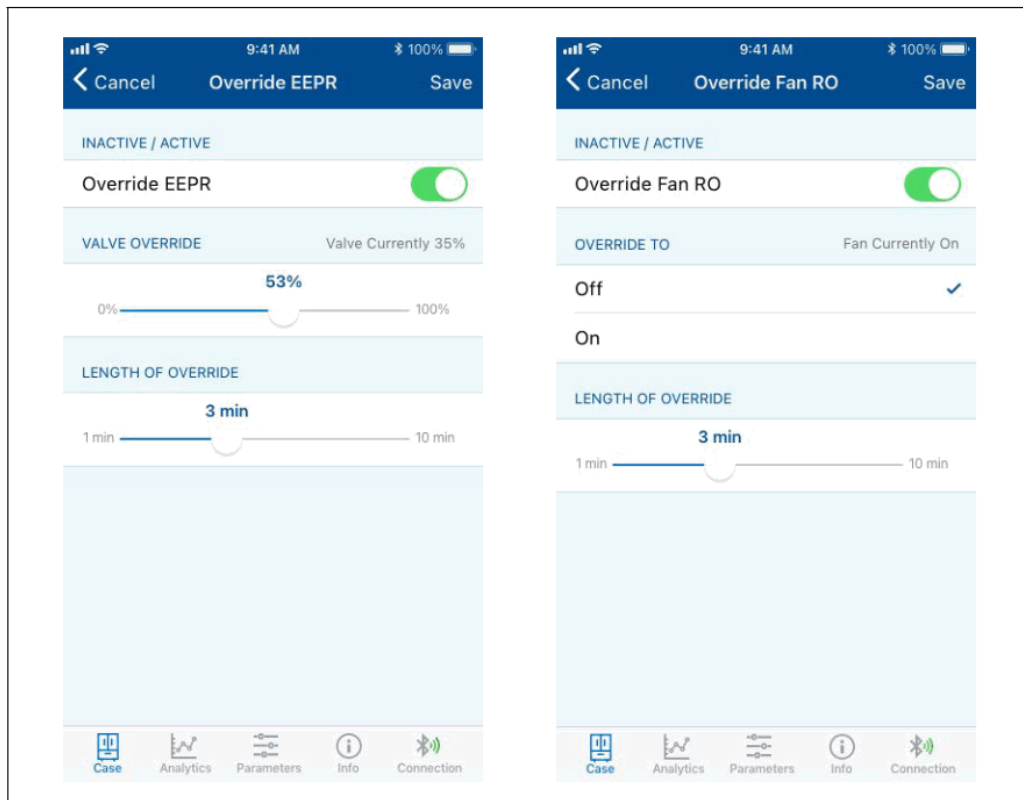 9:41 AM
100%
Cancel
Override EEPR
Save
INACTIVE / ACTIVE
Override EEPR
VALVE OVERRIDE
Valve Currently 35%
53%
0%
100%
LENGTH OF OVERRIDE
3 min
1 min
10 min
Case
Analytics
Parameters
Info
Connection
9:41 AM
100%
Cancel
Override Fan RO
Save
INACTIVE / ACTIVE
Override Fan RO
OVERRIDE TO
Fan Currently On
Off
On
LENGTH OF OVERRIDE
3 min
1 min
10 min
Case
Analytics
Parameters
Info
Connection